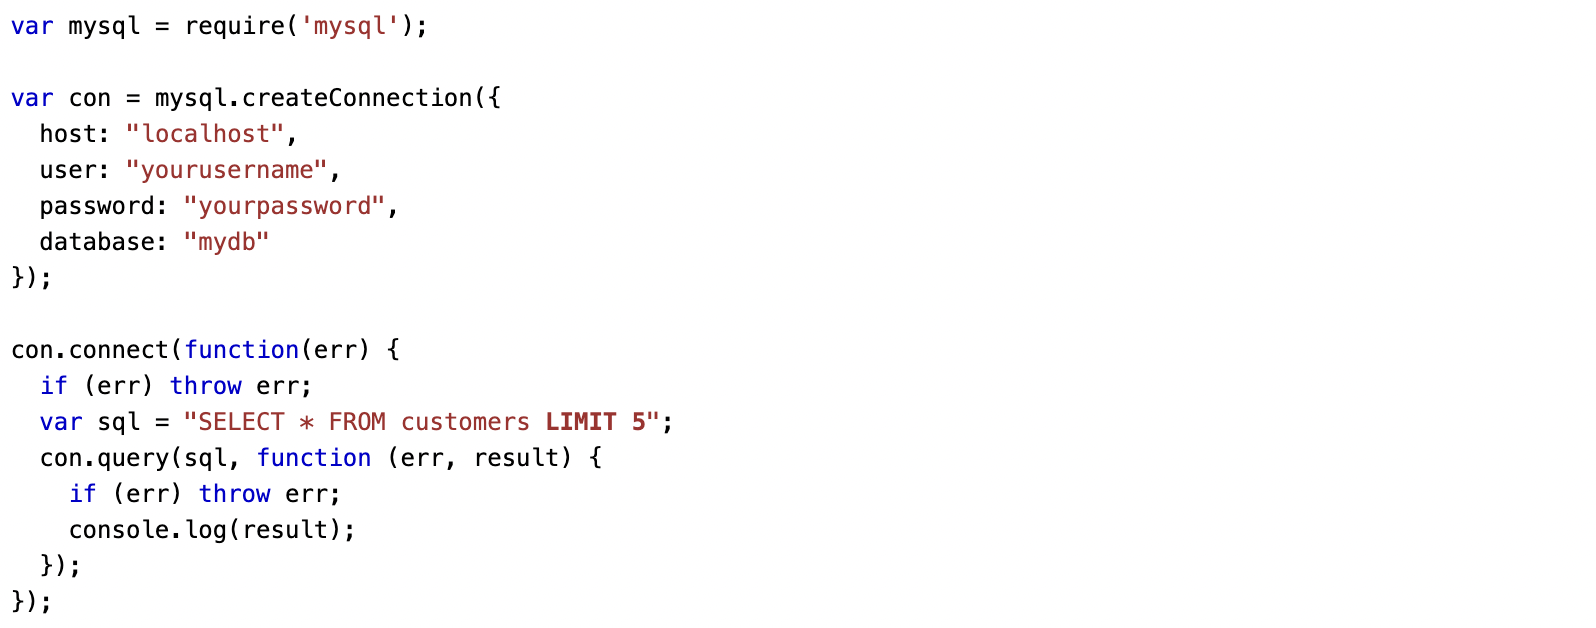 var mysql = require('mysql');

var con = mysql.createConnection({
  host: "localhost",
  user: "yourusername",
  password: "yourpassword",
  database: "mydb"
});

con.connect(function(err) {
  if (err) throw err;
  var sql = "SELECT * FROM customers LIMIT 5";
  con.query(sql, function (err, result) {
    if (err) throw err;
    console.log(result);
  });
});